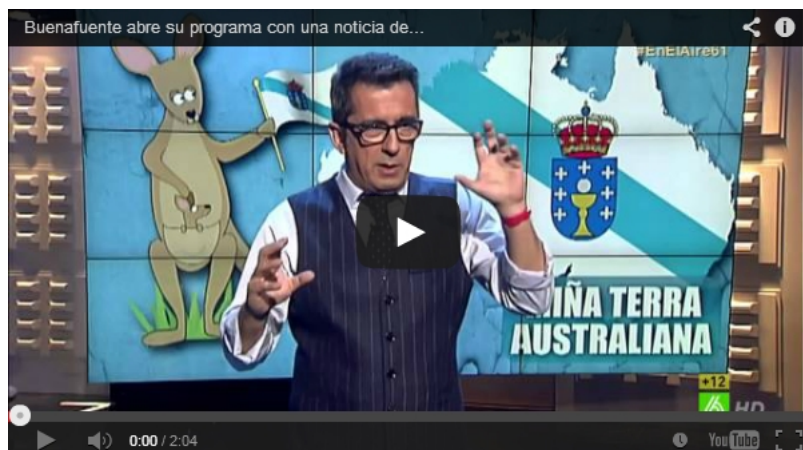 Buenafuente abre su programa con una noticia de...
#EnElAire61
IÑA TERRA
AUSTRALIANA
+12
HD
0:00 / 2:04
YouTube